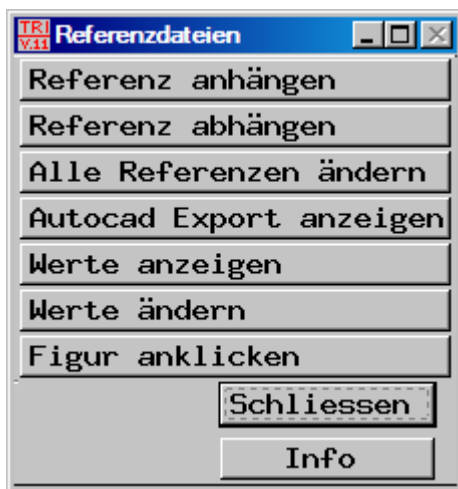 TRI
V.11
Referenzdateien
Referenz anhängen
Referenz abhängen
Alle Referenzen ändern
Autocad Export anzeigen
Werte anzeigen
Werte ändern
Figur anklicken
Schliessen
Info